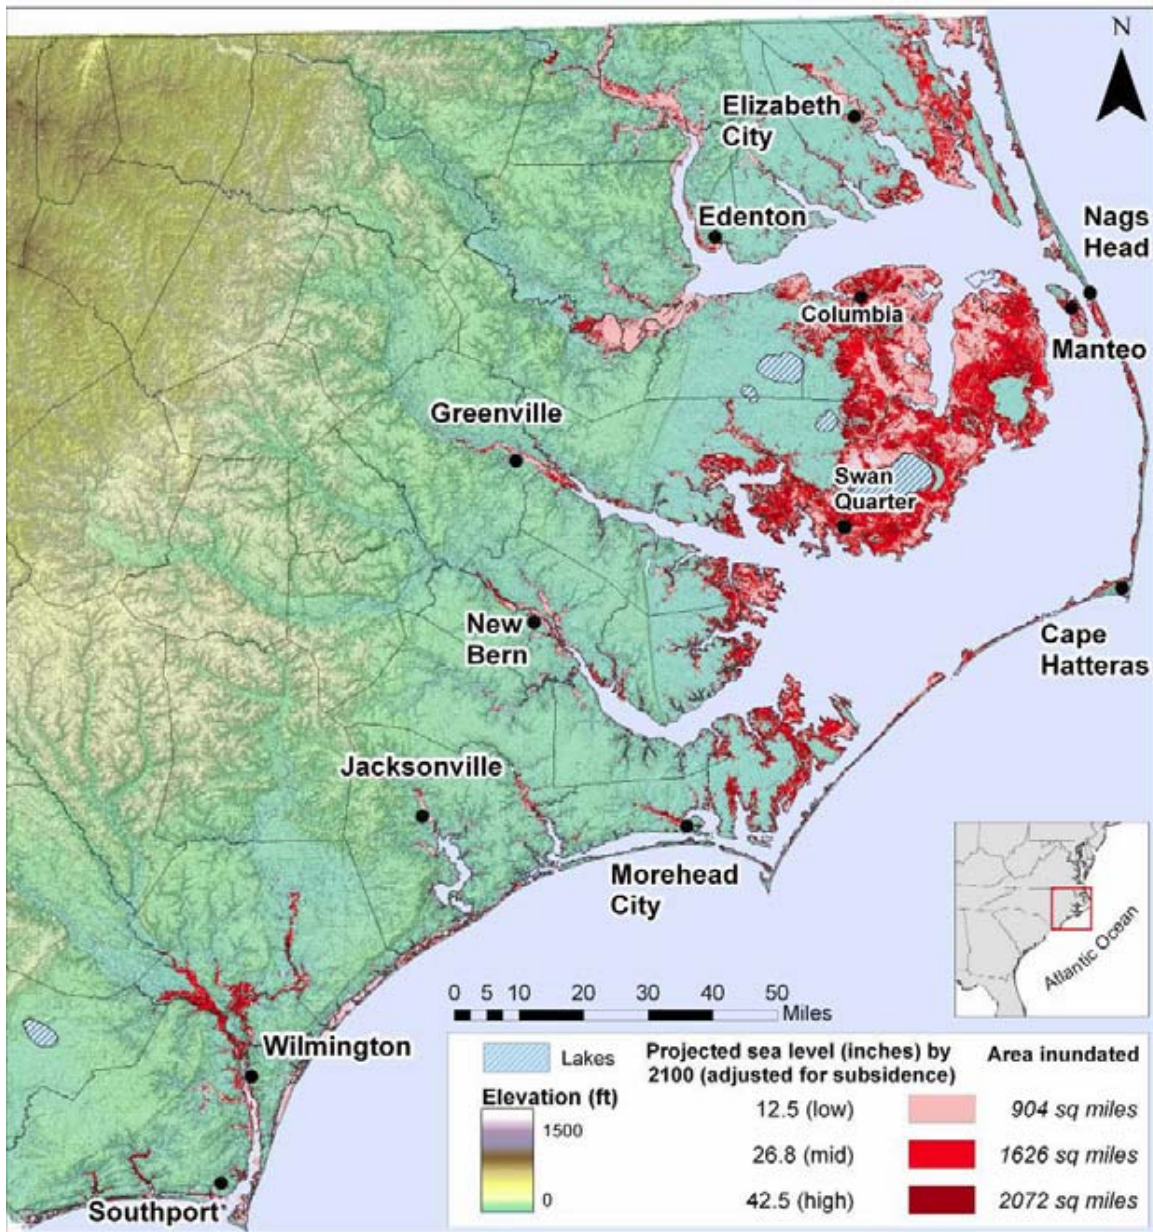 N
Elizabeth
City
Edenton
Nags
Head
Columbia
Manteo
Greenville
Swan
Quarter
New
Bern
Cape
Hatteras
Jacksonville
Morehead
City
Atlantic Ocean
0 5 10 20 30 40 50
Miles
Wilmington
Southport
Lakes
Elevation (ft)
1500
0
Projected sea level (inches) by
2100 (adjusted for subsidence)
Area inundated
12.5 (low) 904 sq miles
26.8 (mid) 1626 sq miles
42.5 (high) 2072 sq miles